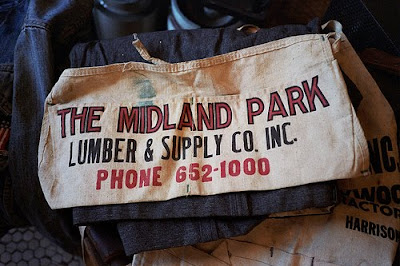 THE MIDLAND PARK
LUMBER & SUPPLY CO. INC.
PHONE 652-1000
INC.
HARRISON